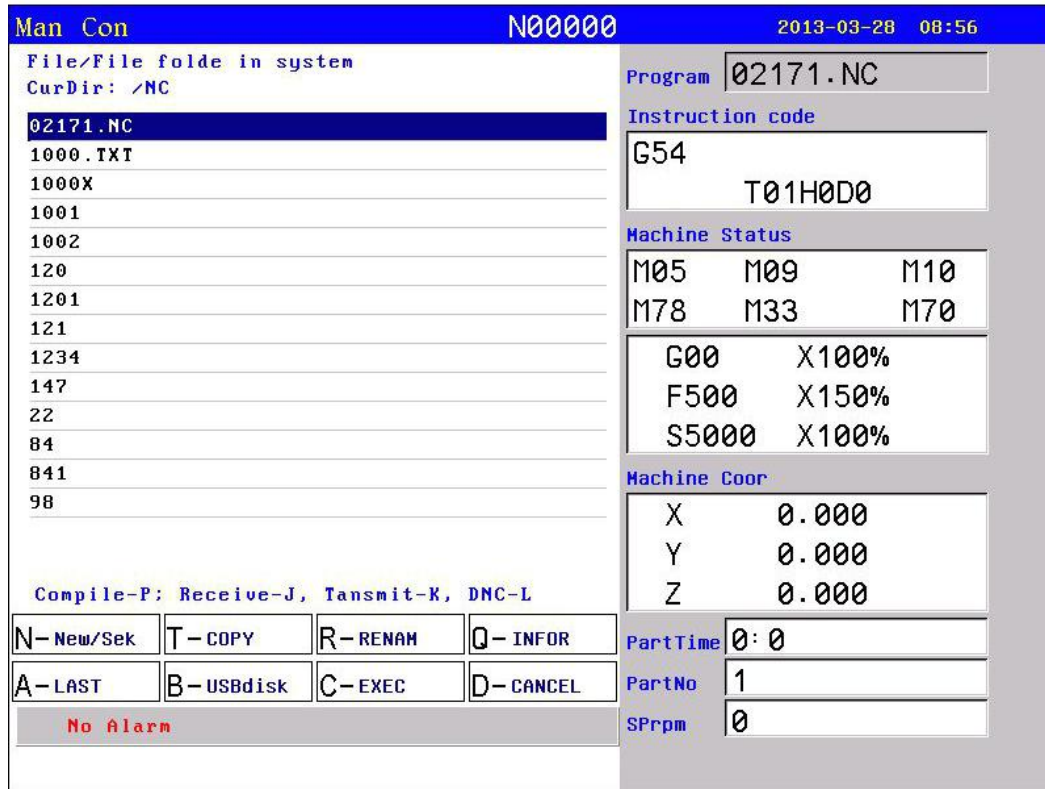 Man Con N00000 2013-03-28 08:56
File/File folde in system
CurDir: /NC
02171.NC
1000.TXT
1000X
1001
1002
120
1201
121
1234
147
22
84
841
98
Compile-P; Receive-J, Tansmit-K, DNC-L
N-New/Sek T-COPY R-RENAM Q-INFOR
A-LAST B-USBdisk C-EXEC D-CANCEL
No Alarm
Program 02171.NC
Instruction code
G54
T01H0D0
Machine Status
M05 M09 M10
M78 M33 M70
G00 X100%
F500 X150%
S5000 X100%
Machine Coor
X 0.000
Y 0.000
Z 0.000
PartTime 0: 0
PartNo 1
SPrpm 0